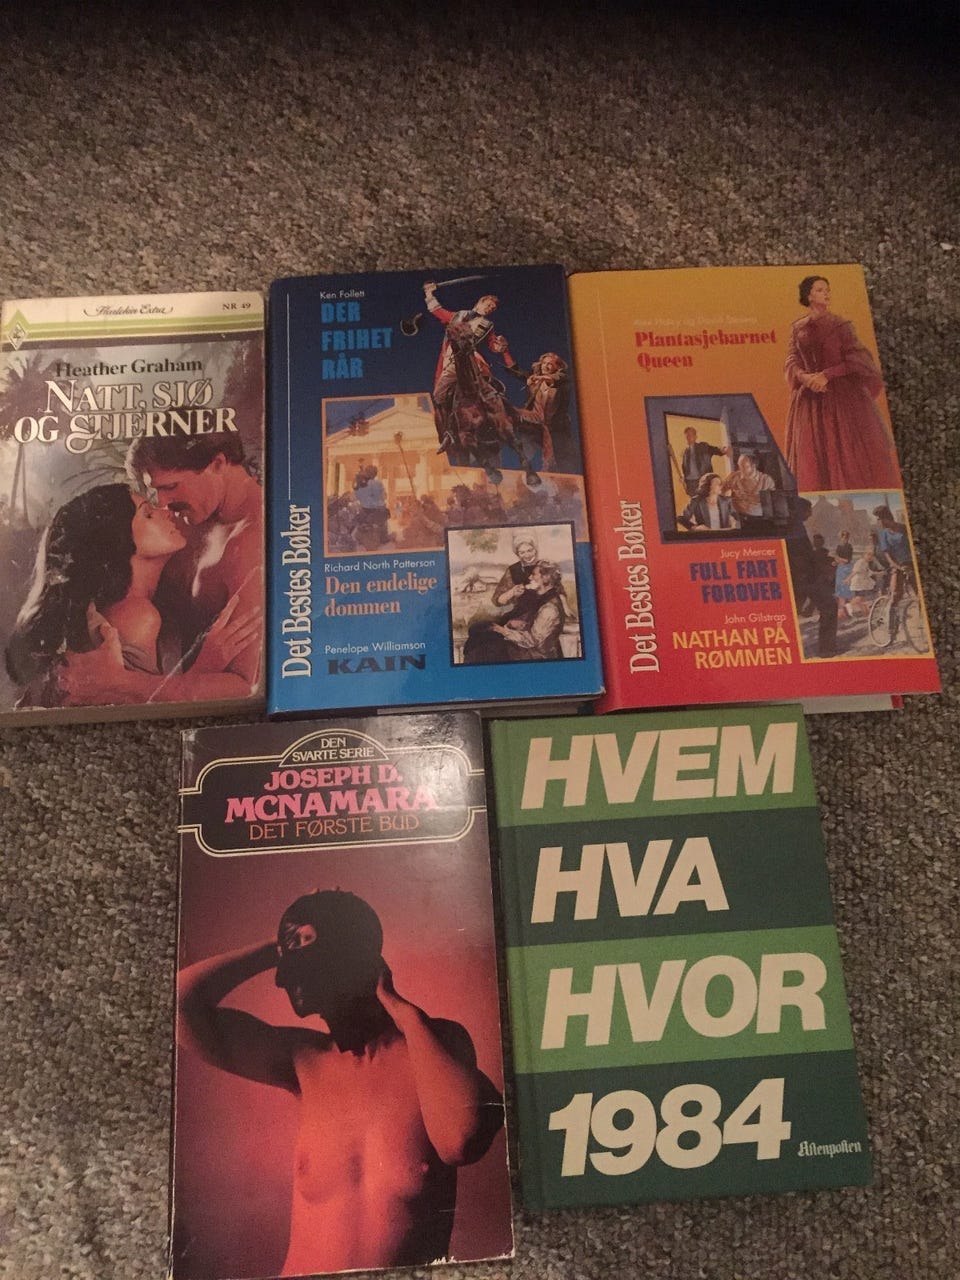 Harlekin Extra
NR 49
Heather Graham
NATT, SJØ
OG STJERNER
Det Bestes Bøker
Ken Follett
DER
FRIHET
RÅR
Richard North Patterson
Den endelige
dommen
Penelope Williamson
KAIN
Det Bestes Bøker
Plantasjebarnet
Queen
Jucy Mercer
FULL FART
FOROVER
John Gilstrap
NATHAN PÅ
RØMMEN
DEN
SVARTE SERIE
JOSEPH D.
MCNAMARA
DET FØRSTE BUD
HVEM
HVA
HVOR
1984
Aftenposten